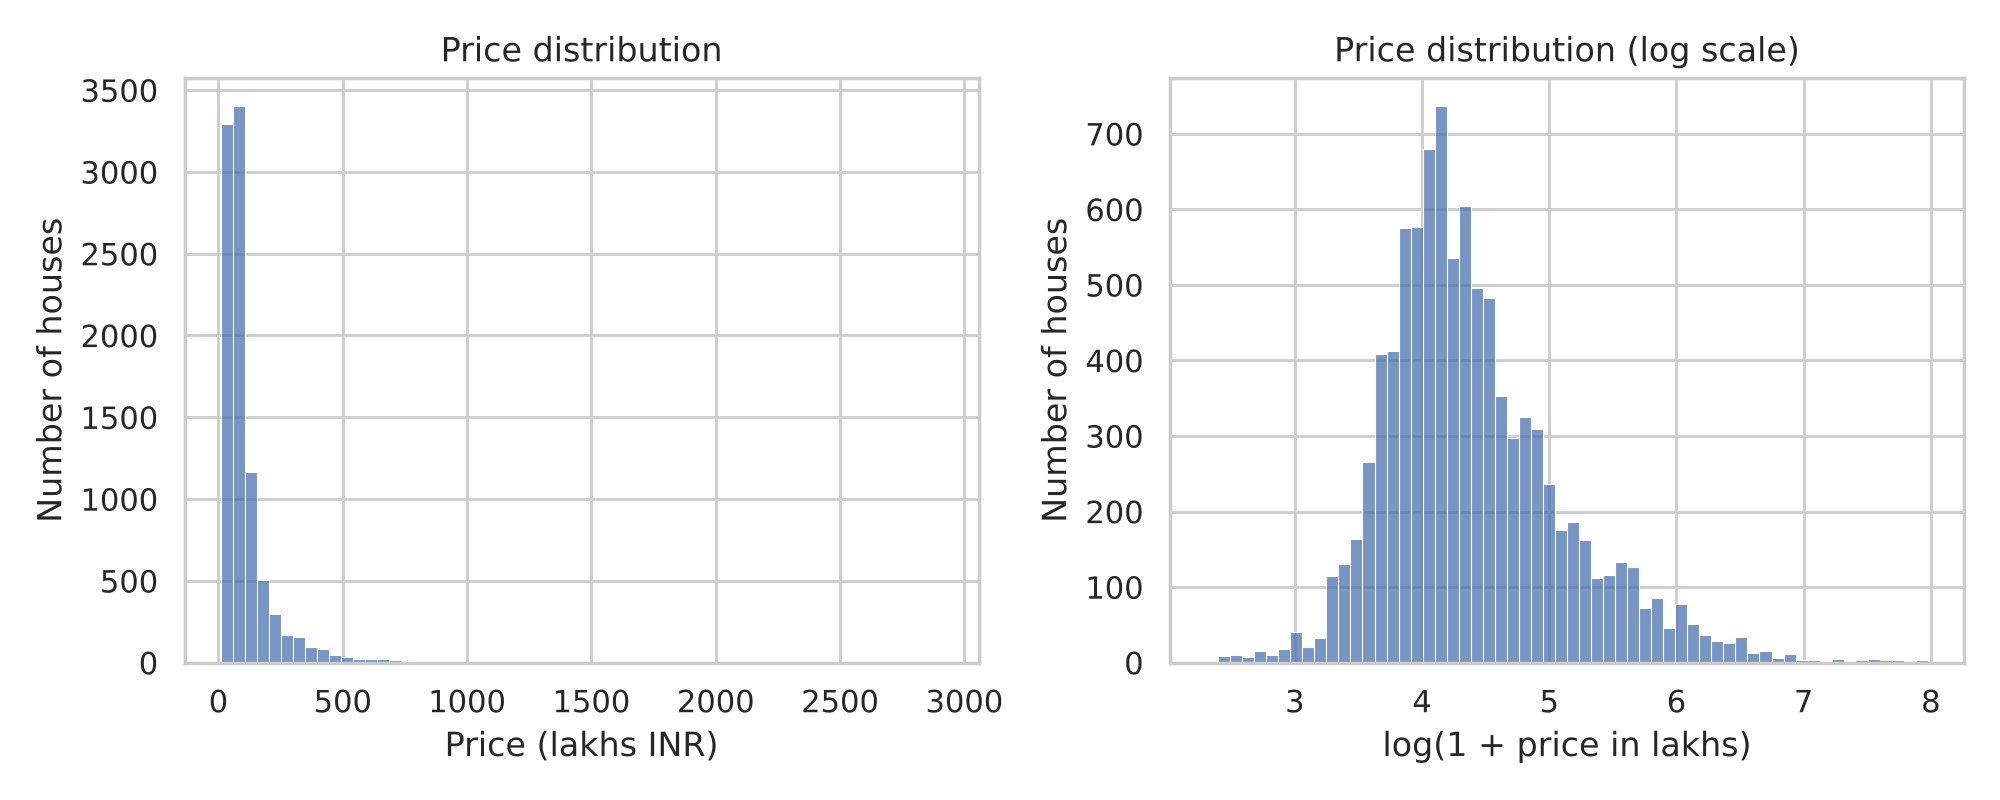 Price distribution
3500
3000
2500
2000
1500
1000
500
0
Number of houses
0 500 1000 1500 2000 2500 3000
Price (lakhs INR)
Price distribution (log scale)
700
600
500
400
300
200
100
0
Number of houses
3 4 5 6 7 8
log(1 + price in lakhs)